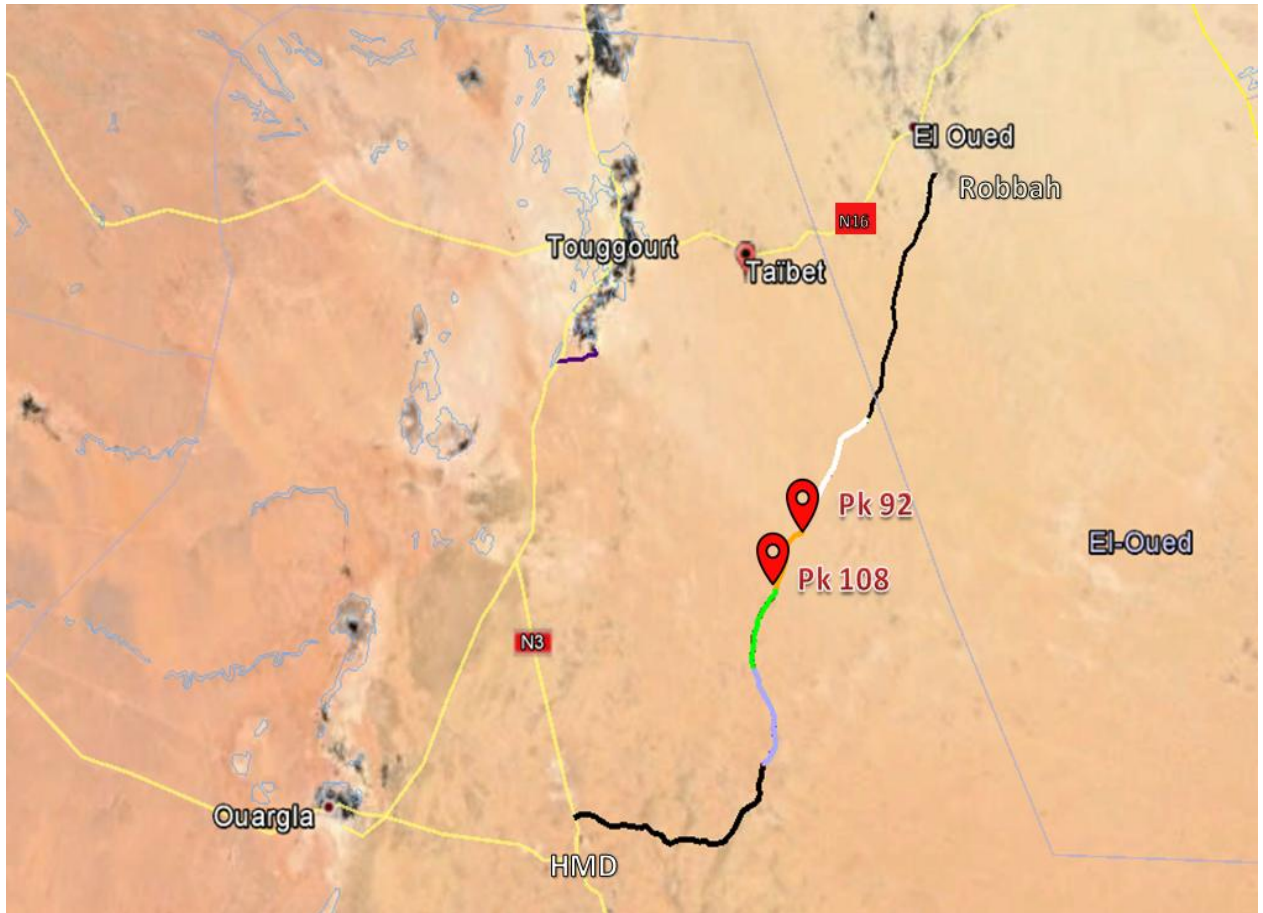 El Oued
Robbah
N16
Touggourt
Taïbet
Pk 92
El-Oued
Pk 108
N3
Ouargla
HMD